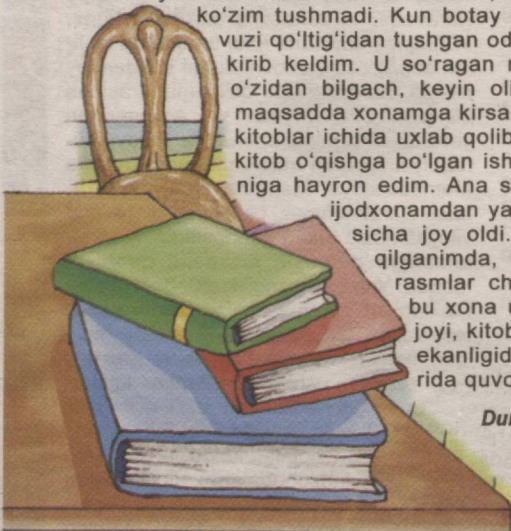 ko‘zim tushmadi. Kun botay
vuzi qo‘ltig‘idan tushgan od
kirib keldim. U so‘ragan
o‘zidan bilgach, keyin oli
maqsadda xonamga kirsa
kitoblar ichida uxlab qolib
kitob o‘qishga bo‘lgan ish
niga hayron edim. Ana s
ijodxonamdan ya
sicha joy oldi.
qilganimda,
rasmlar ch
bu xona u
joyi, kitob
ekanligid
rida quvo
Du